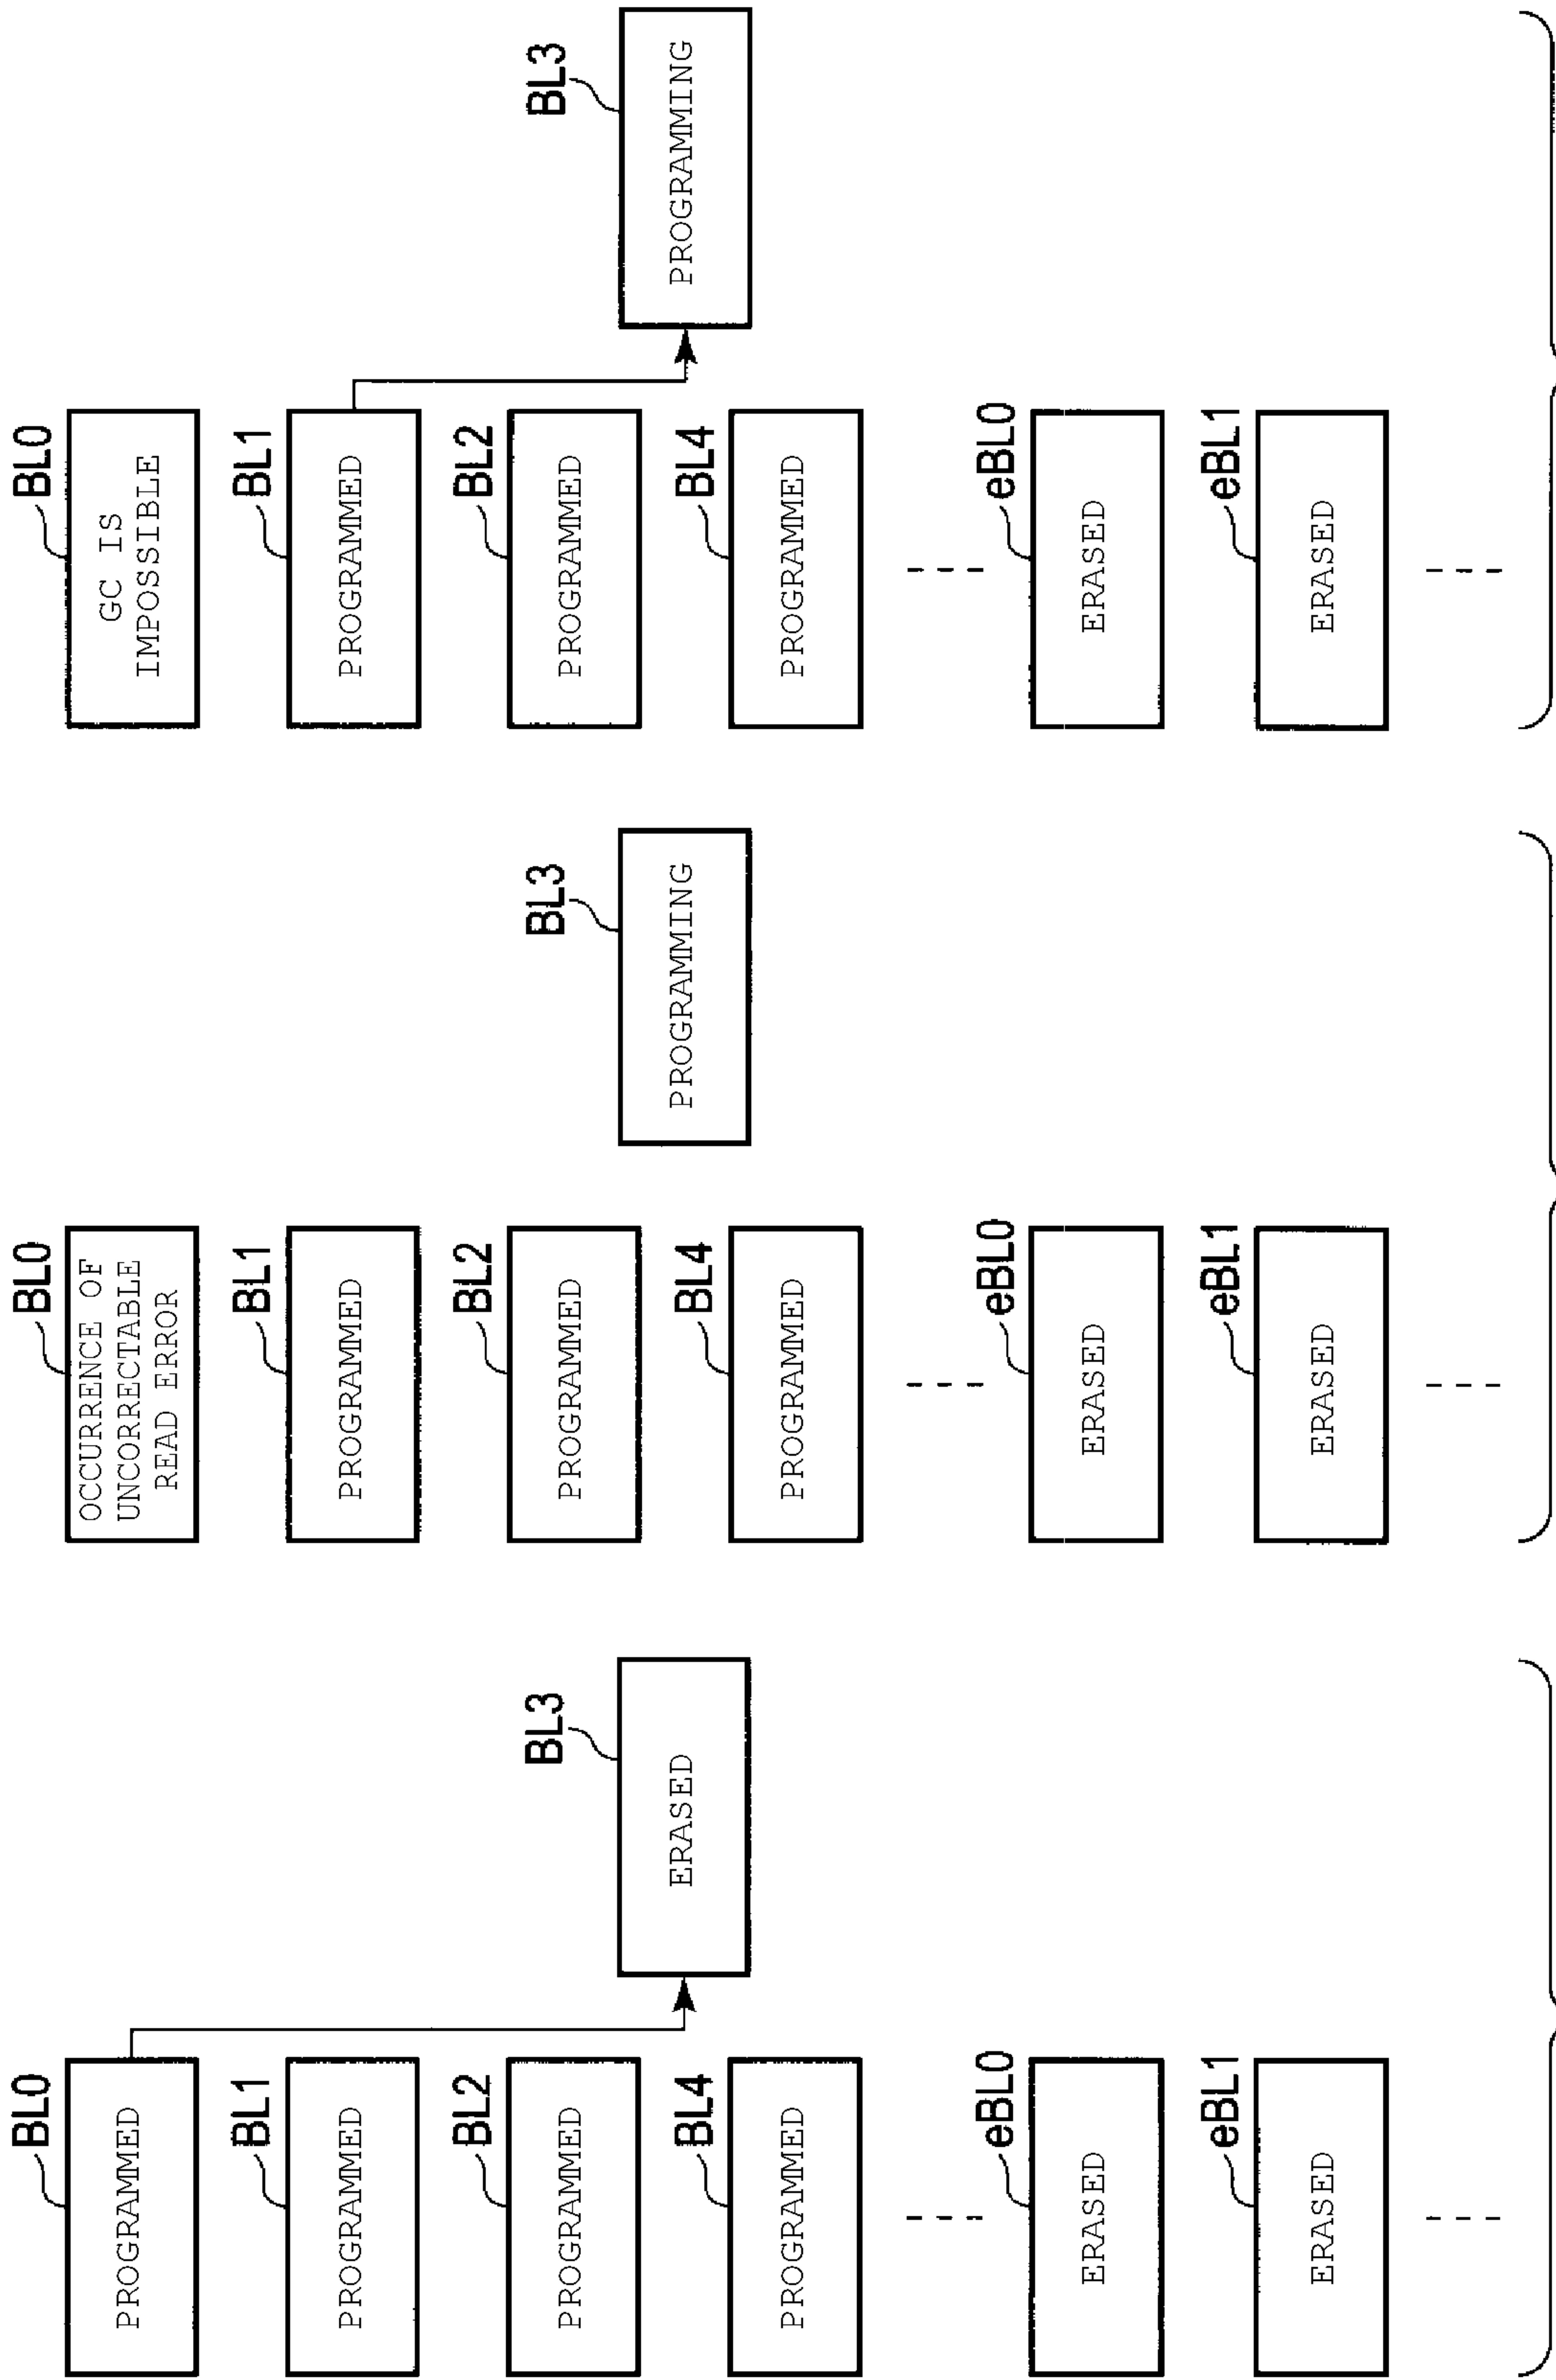 BL0
PROGRAMMED
BL1
PROGRAMMED
BL2
PROGRAMMED
BL3
ERASED
BL4
PROGRAMMED
eBL0
ERASED
eBL1
ERASED
BL0
OCCURRENCE OF
UNCORRECTABLE
READ ERROR
BL1
PROGRAMMED
BL2
PROGRAMMED
BL3
PROGRAMMING
BL4
PROGRAMMED
eBL0
ERASED
eBL1
ERASED
BL0
GC IS
IMPOSSIBLE
BL1
PROGRAMMED
BL2
PROGRAMMED
BL3
PROGRAMMING
BL4
PROGRAMMED
eBL0
ERASED
eBL1
ERASED